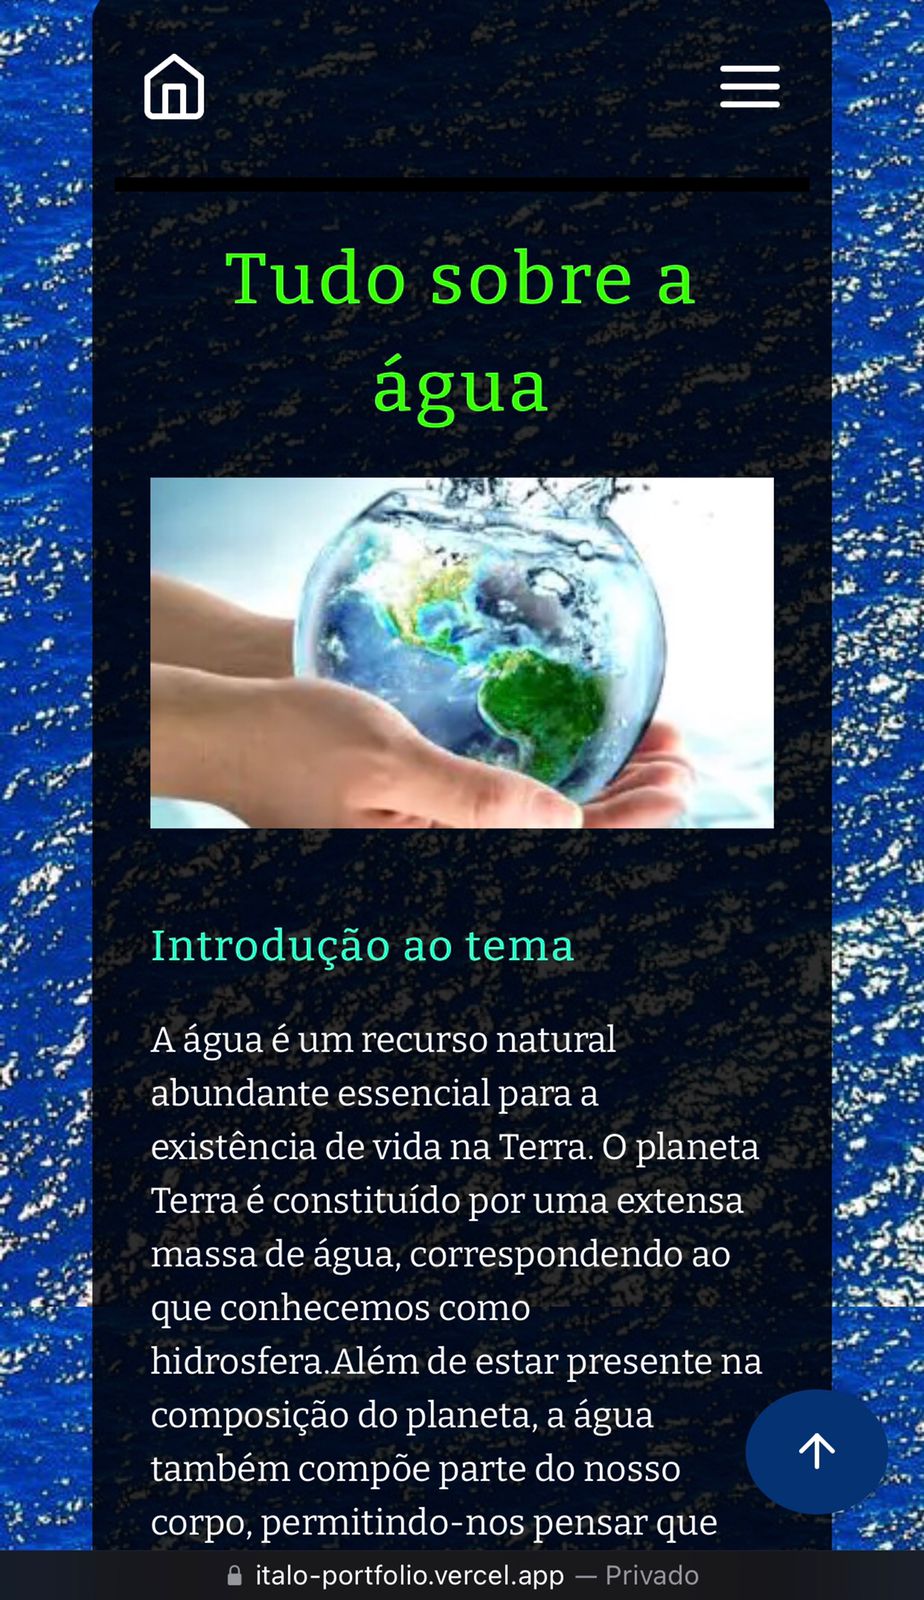 Tudo sobre a
água
Introdução ao tema
A água é um recurso natural
abundante essencial para a
existência de vida na Terra. O planeta
Terra é constituído por uma extensa
massa de água, correspondendo ao
que conhecemos como
hidrosfera.Além de estar presente na
composição do planeta, a água
também compõe parte do nosso
corpo, permitindo-nos pensar que
italo-portfolio.vercel.app — Privado